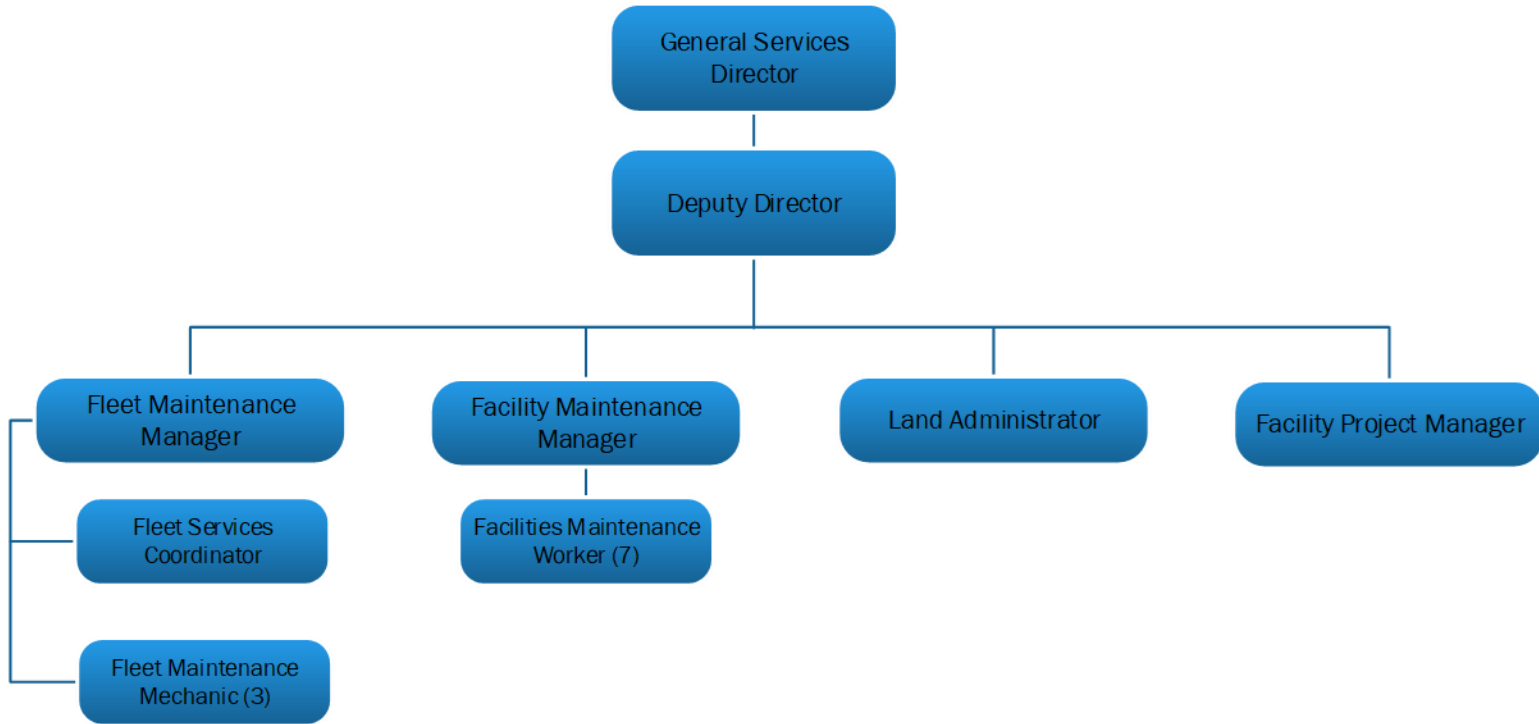 General Services
Director
Deputy Director
Fleet Maintenance
Manager
Facility Maintenance
Manager
Land Administrator
Facility Project Manager
Fleet Services
Coordinator
Facilities Maintenance
Worker (7)
Fleet Maintenance
Mechanic (3)